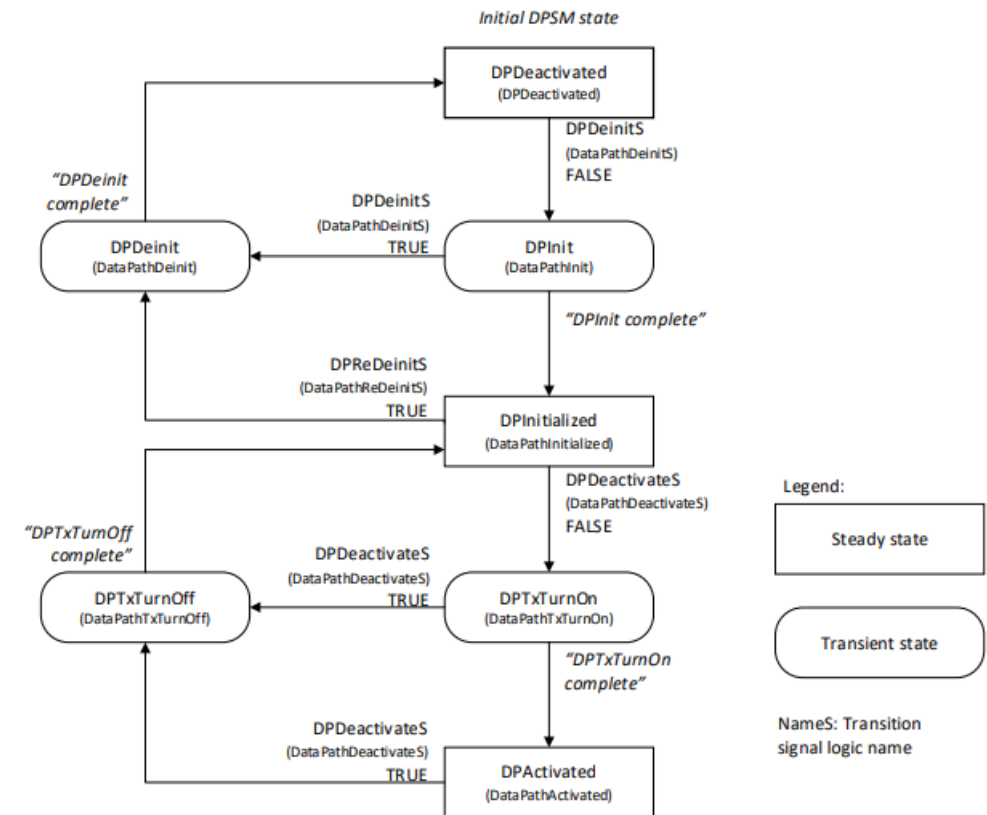 Initial DPSM state
DPDeactivated
(DPDeactivated)
DPDeinitS
(DataPathDeinitS)
FALSE
"DPDeinit
complete"
DPDeinitS
(DataPathDeinitS)
TRUE
DPDeinit
(DataPathDeinit)
DPInit
(DataPathInit)
"DPInit complete"
DPReDeinitS
(DataPathReDeinitS)
TRUE
DPInitialized
(DataPathInitialized)
DPDeactivateS
(DataPathDeactivateS)
FALSE
"DPTxTurnOff
complete"
DPDeactivateS
(DataPathDeactivateS)
TRUE
DPTxTurnOff
(DataPathTxTurnOff)
DPTxTurnOn
(DataPathTxTurnOn)
"DPTxTurnOn
complete"
DPDeactivateS
(DataPathDeactivateS)
TRUE
DPActivated
(DataPathActivated)
Legend:
Steady state
Transient state
NameS: Transition
signal logic name